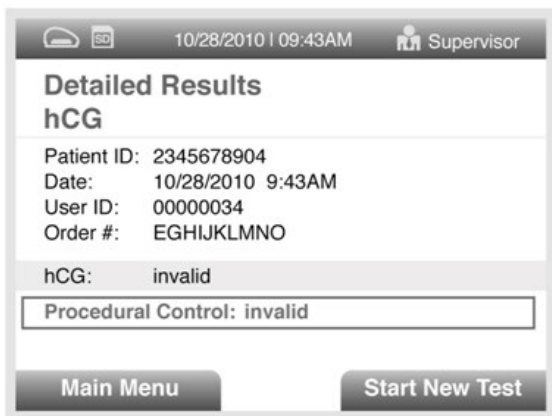 SD 10/28/2010 | 09:43AM Supervisor
Detailed Results
hCG
Patient ID: 2345678904
Date: 10/28/2010 9:43AM
User ID: 00000034
Order #: EGHIJKLMNO
hCG: invalid
Procedural Control: invalid
Main Menu Start New Test